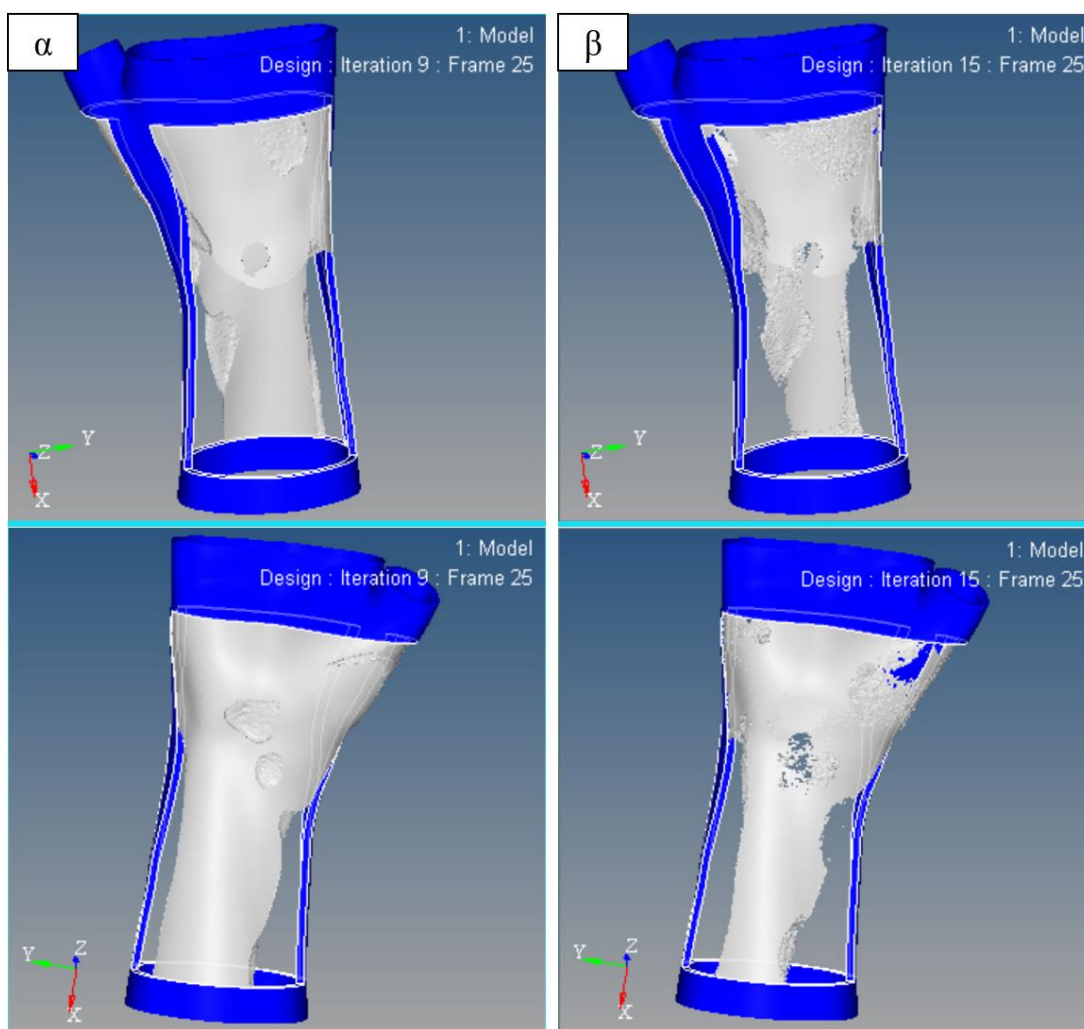 α
1: Model
Design : Iteration 9 : Frame 25
Z
Y
X
β
1: Model
Design : Iteration 15 : Frame 25
Z
Y
X
1: Model
Design : Iteration 9 : Frame 25
Y
Z
X
1: Model
Design : Iteration 15 : Frame 25
Y
Z
X